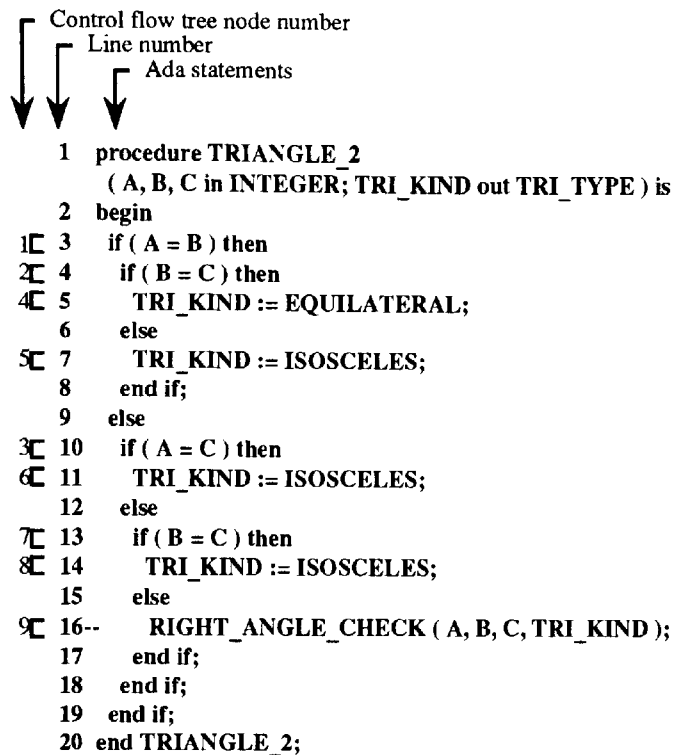 Control flow tree node number
Line number
Ada statements
1 procedure TRIANGLE_2
( A, B, C in INTEGER; TRI_KIND out TRI_TYPE ) is
2 begin
1 3 if ( A = B ) then
2 4 if ( B = C ) then
4 5 TRI_KIND := EQUILATERAL;
6 else
5 7 TRI_KIND := ISOSCELES;
8 end if;
9 else
3 10 if ( A = C ) then
6 11 TRI_KIND := ISOSCELES;
12 else
7 13 if ( B = C ) then
8 14 TRI_KIND := ISOSCELES;
15 else
9 16-- RIGHT_ANGLE_CHECK ( A, B, C, TRI_KIND );
17 end if;
18 end if;
19 end if;
20 end TRIANGLE_2;